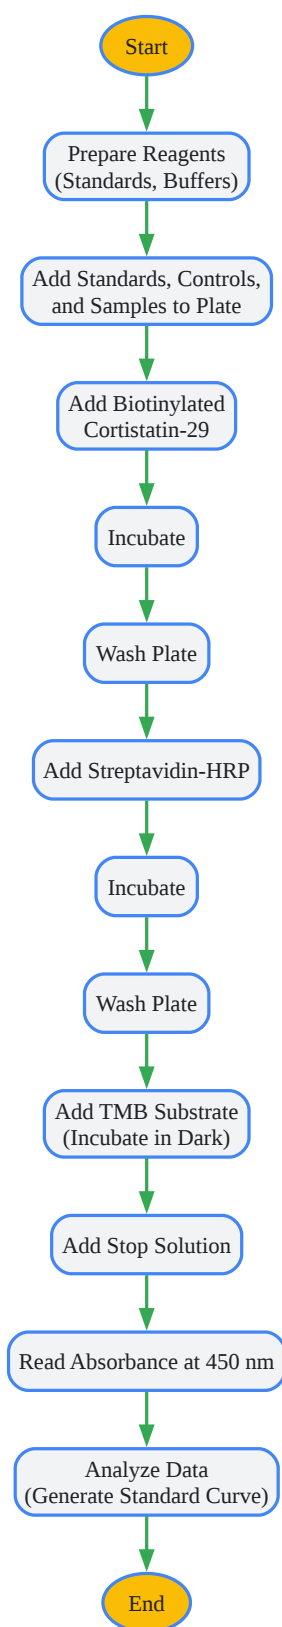 Start
Prepare Reagents
(Standards, Buffers)
Add Standards, Controls,
and Samples to Plate
Add Biotinylated
Cortistatin-29
Incubate
Wash Plate
Add Streptavidin-HRP
Incubate
Wash Plate
Add TMB Substrate
(Incubate in Dark)
Add Stop Solution
Read Absorbance at 450 nm
Analyze Data
(Generate Standard Curve)
End